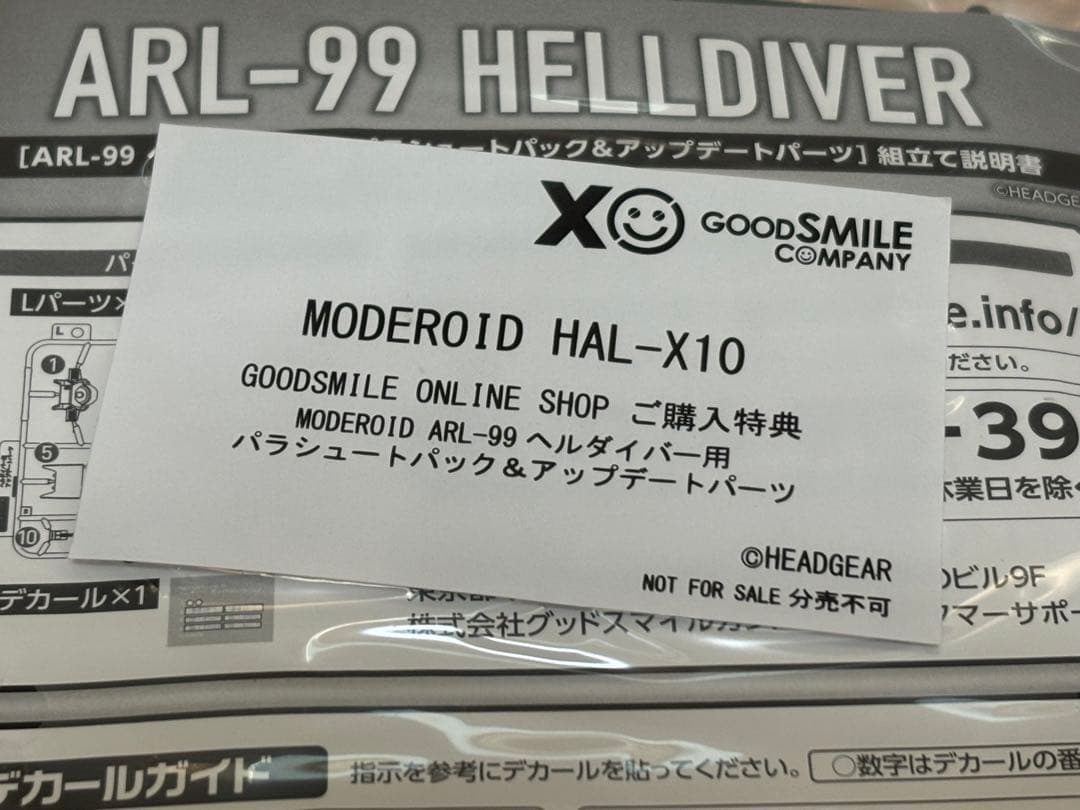 ARL-99 HELLDIVER
[ARL-99 シュートパック&アップデートパーツ] 組立て説明書
©HEADGE
XO GOODSMILE
COMPANY
パ
Lパーツ×
L
e.info/
ださい。
MODEROID HAL-X10
1
GOODSMILE ONLINE SHOP ご購入特典
-39
MODEROID ARL-99 ヘルダイバー用
パラシュートパック&アップデートパーツ
5
業日を除く
10
©HEADGEAR
NOT FOR SALE 分売不可
ビル9F
マーサポー
デカール×1
株式会社グッドスマイルカン
デカールガイド
指示を参考にデカールを貼ってください。
○数字はデカールの番